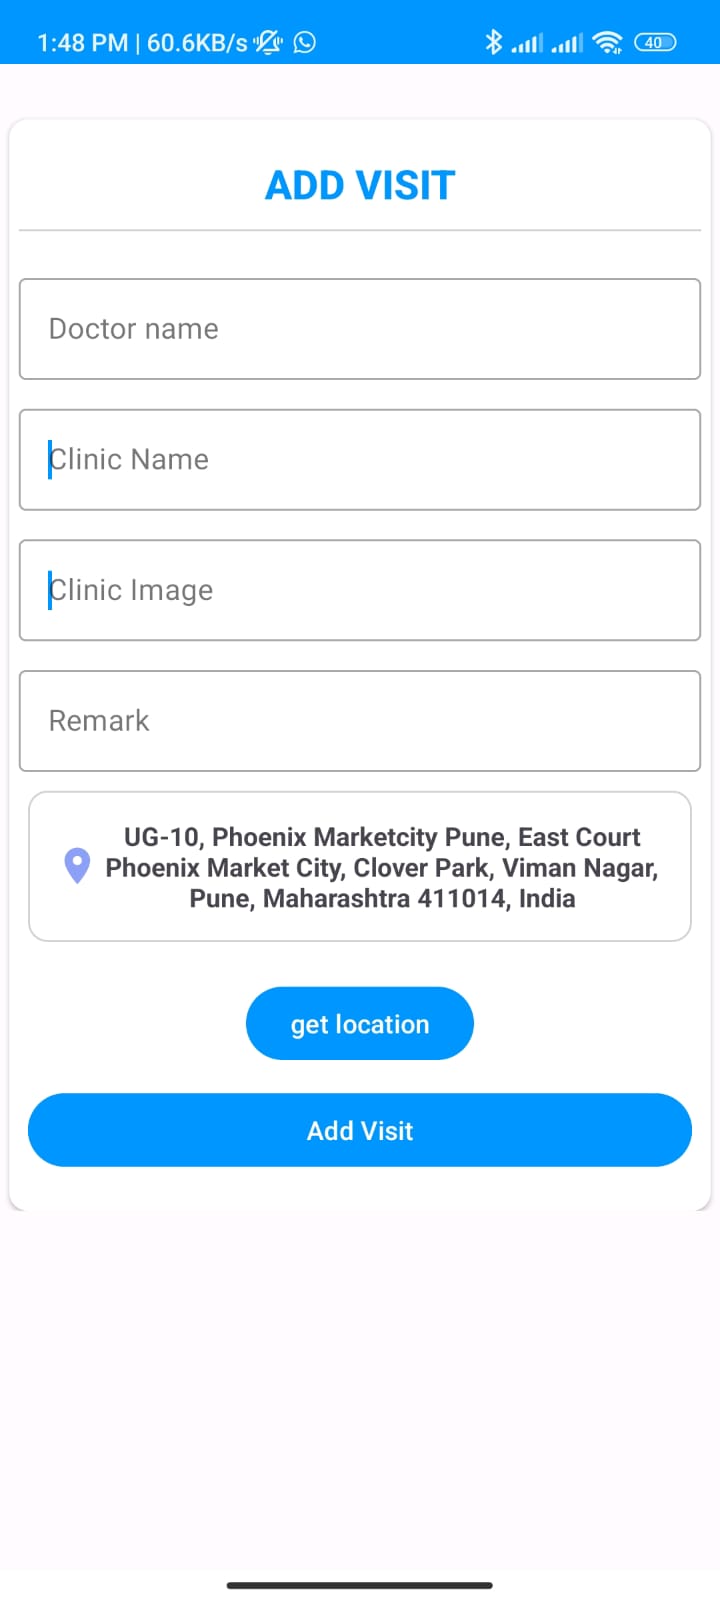 1:48 PM | 60.6KB/s 40
ADD VISIT
Doctor name
Clinic Name
Clinic Image
Remark
UG-10, Phoenix Marketcity Pune, East Court
Phoenix Market City, Clover Park, Viman Nagar,
Pune, Maharashtra 411014, India
get location
Add Visit